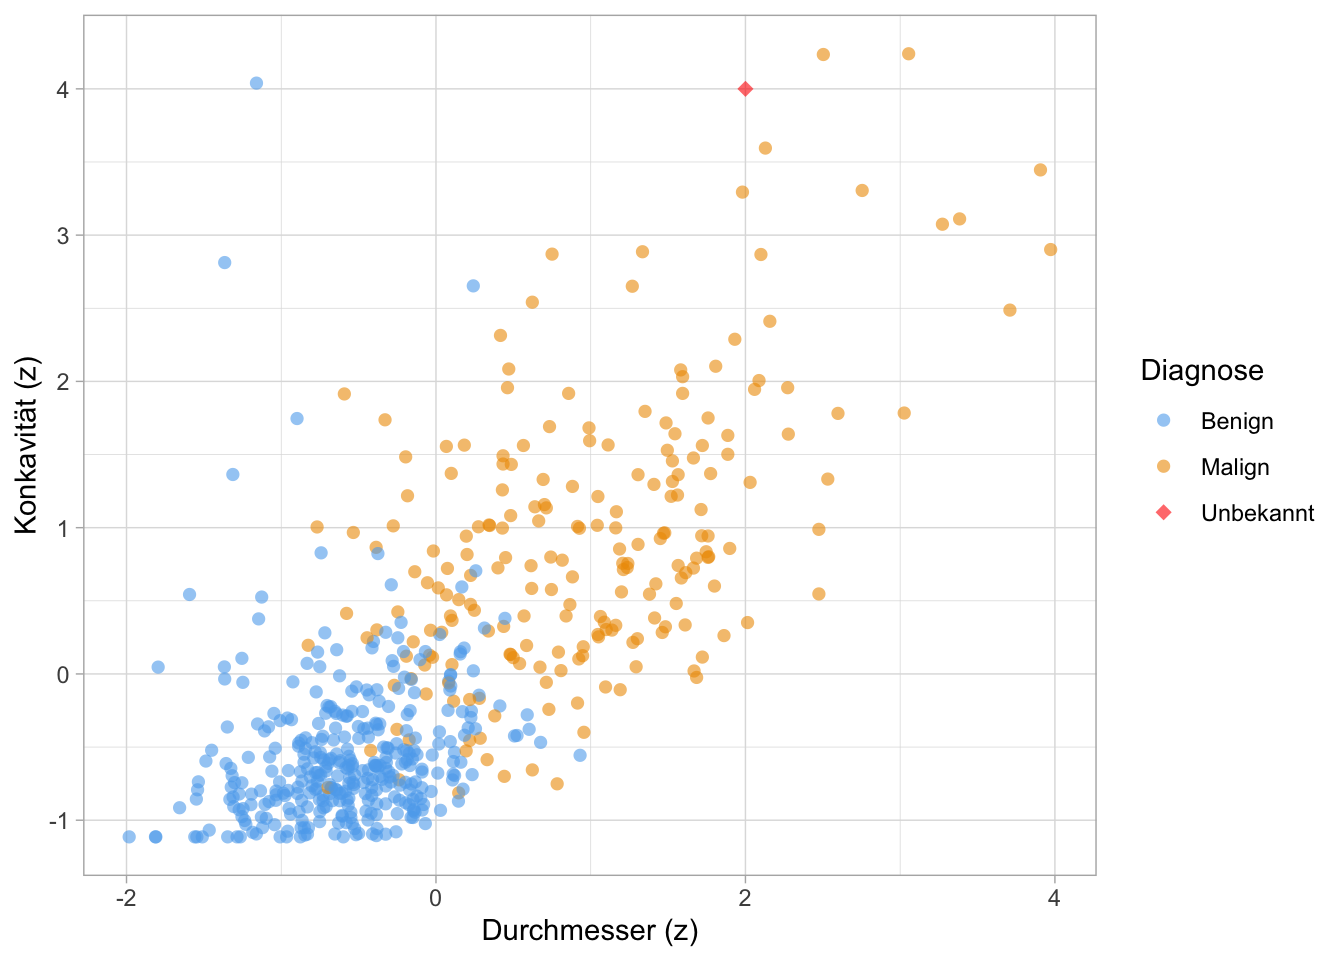 4
3
2
1
0
-1
-2
0
2
4
Konkavität (z)
Durchmesser (z)
Diagnose
Benign
Malign
Unbekannt